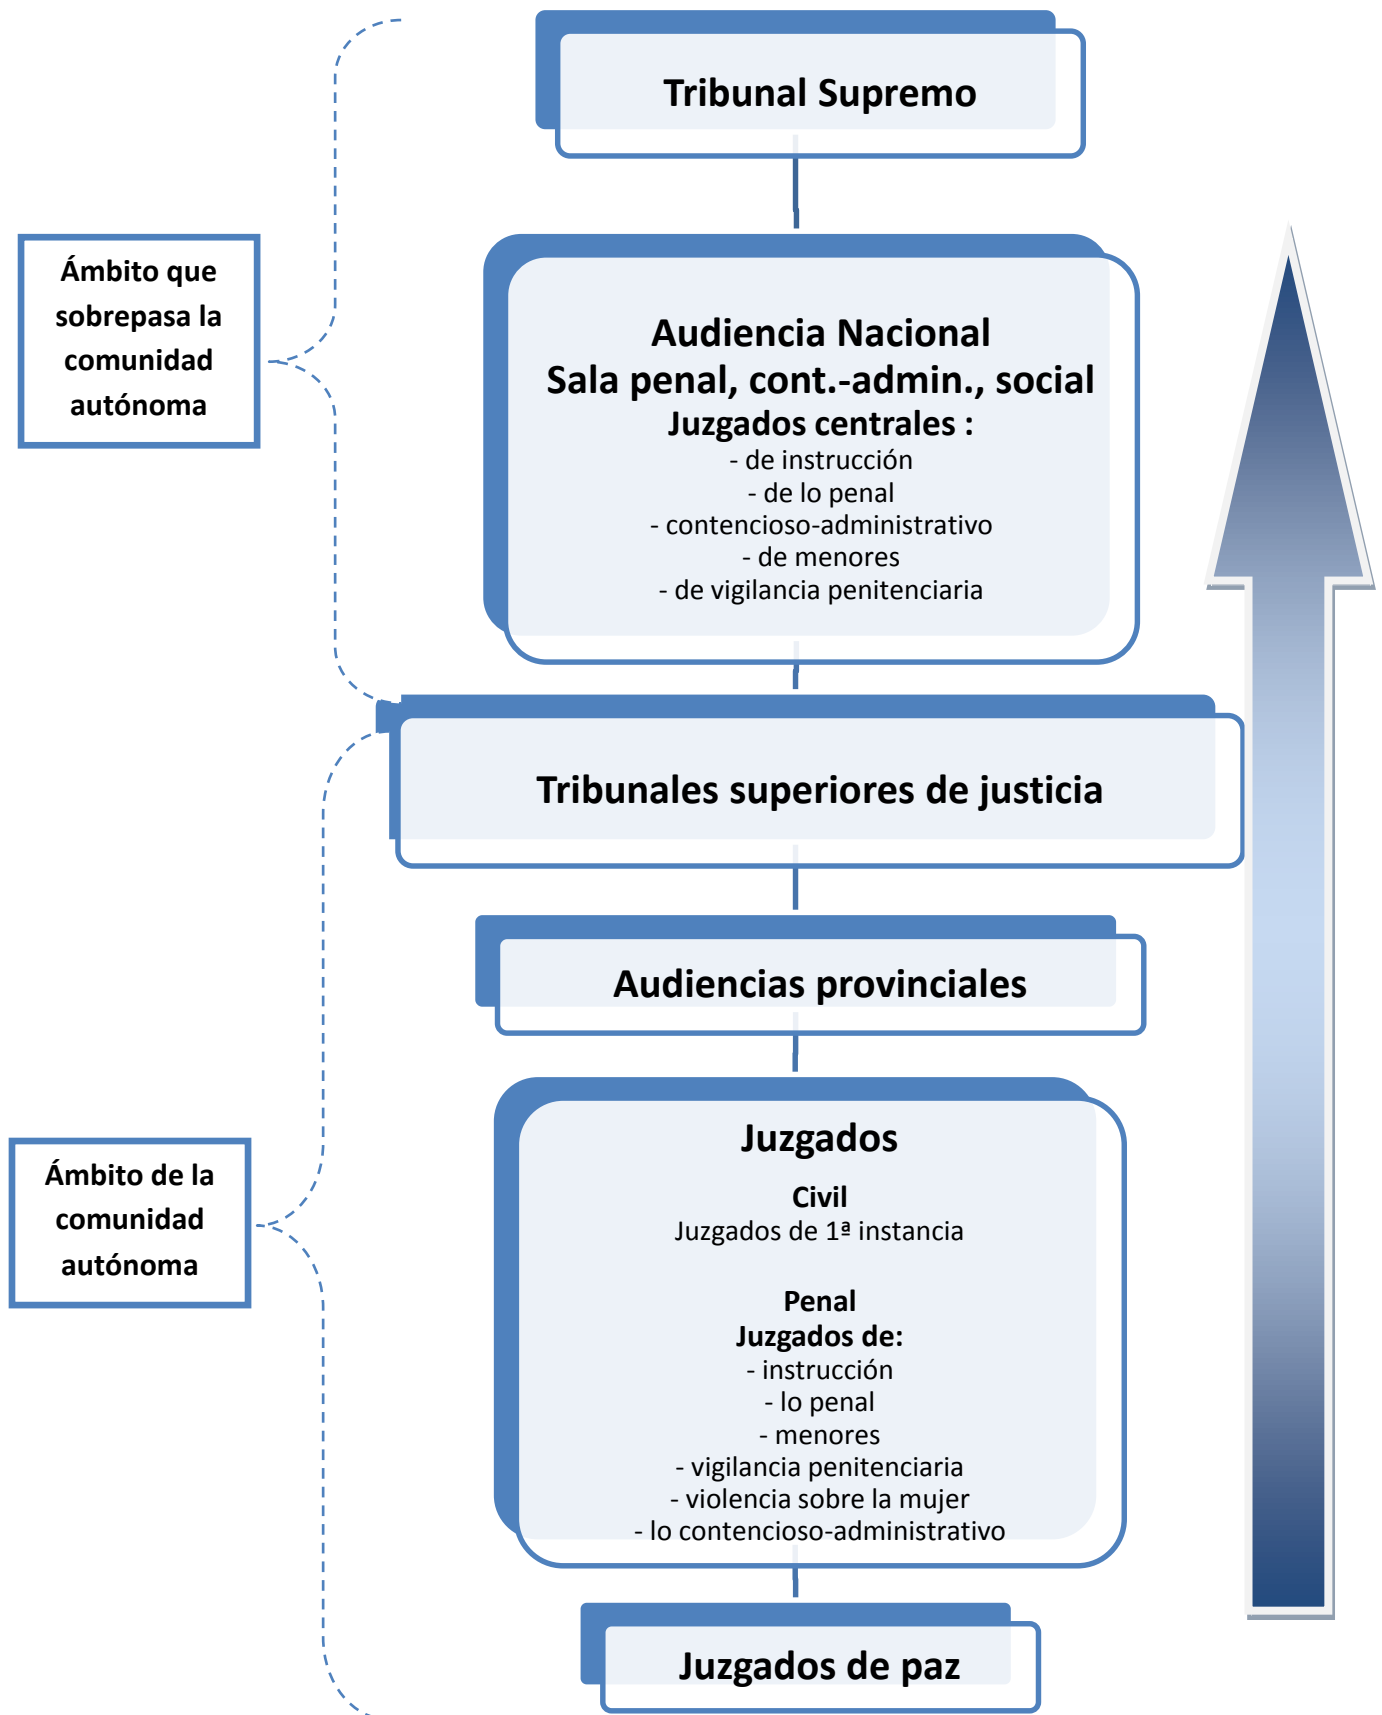 Tribunal Supremo
Ámbito que
sobrepasa la
comunidad
autónoma
Audiencia Nacional
Sala penal, cont.-admin., social
Juzgados centrales :
- de instrucción
- de lo penal
- contencioso-administrativo
- de menores
- de vigilancia penitenciaria
Tribunales superiores de justicia
Audiencias provinciales
Ámbito de la
comunidad
autónoma
Juzgados
Civil
Juzgados de 1ª instancia
Penal
Juzgados de:
- instrucción
- lo penal
- menores
- vigilancia penitenciaria
- violencia sobre la mujer
- lo contencioso-administrativo
Juzgados de paz